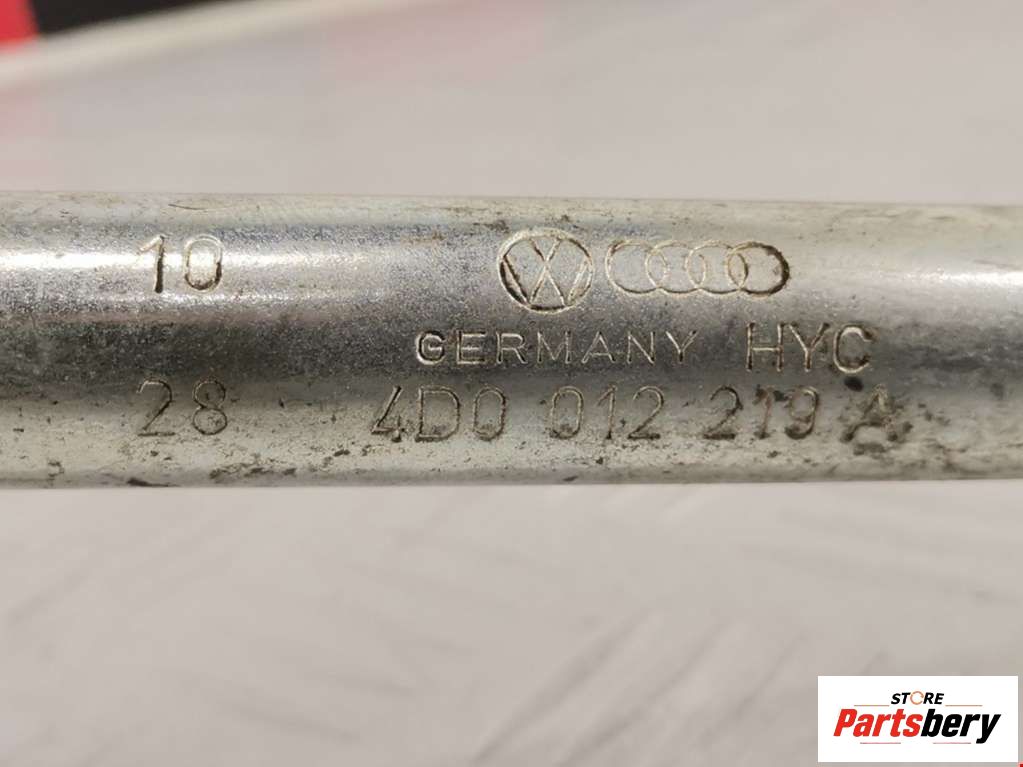 10
GERMANY HYC
28 4D0 012 219 A
STORE
Partsbery